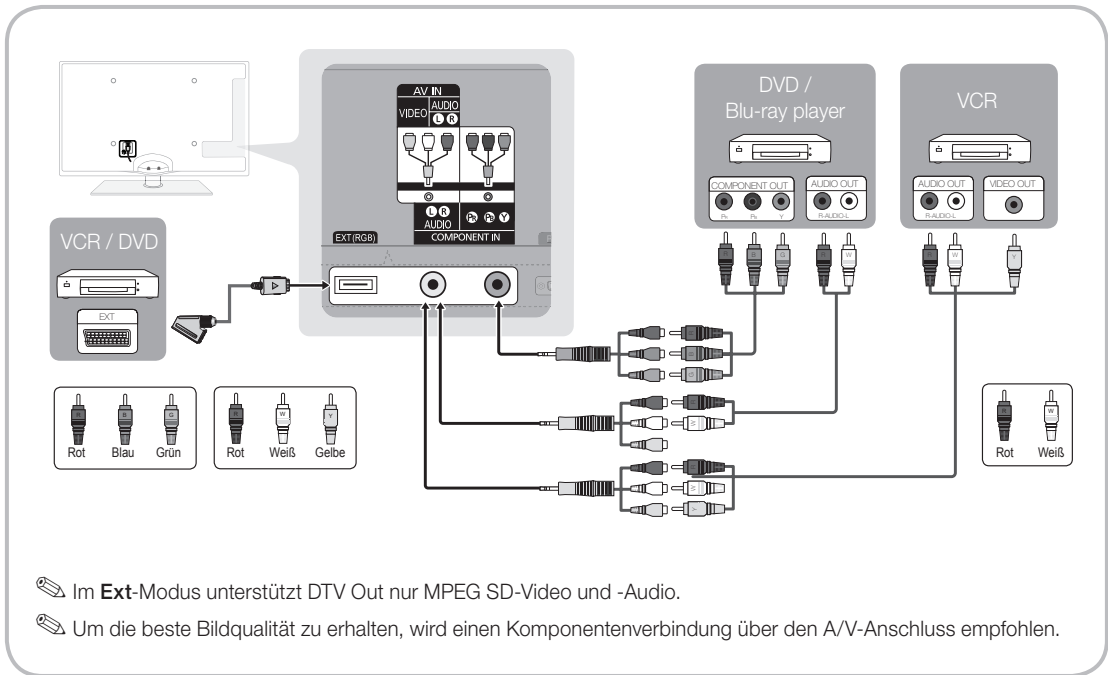 AV IN
VIDEO
AUDIO
L R
L R
AUDIO
PR PB Y
COMPONENT IN
EXT (RGB)
VCR / DVD
EXT
DVD /
Blu-ray player
COMPONENT OUT
AUDIO OUT
PR PB Y
R-AUDIO-L
VCR
AUDIO OUT
VIDEO OUT
R-AUDIO-L
R B G R W
R W Y
R
B
G
R
W
R
W
Y
R B G
Rot Blau Grün
R W Y
Rot Weiß Gelbe
R W
Rot Weiß
Im Ext-Modus unterstützt DTV Out nur MPEG SD-Video und -Audio.
Um die beste Bildqualität zu erhalten, wird einen Komponentenverbindung über den A/V-Anschluss empfohlen.